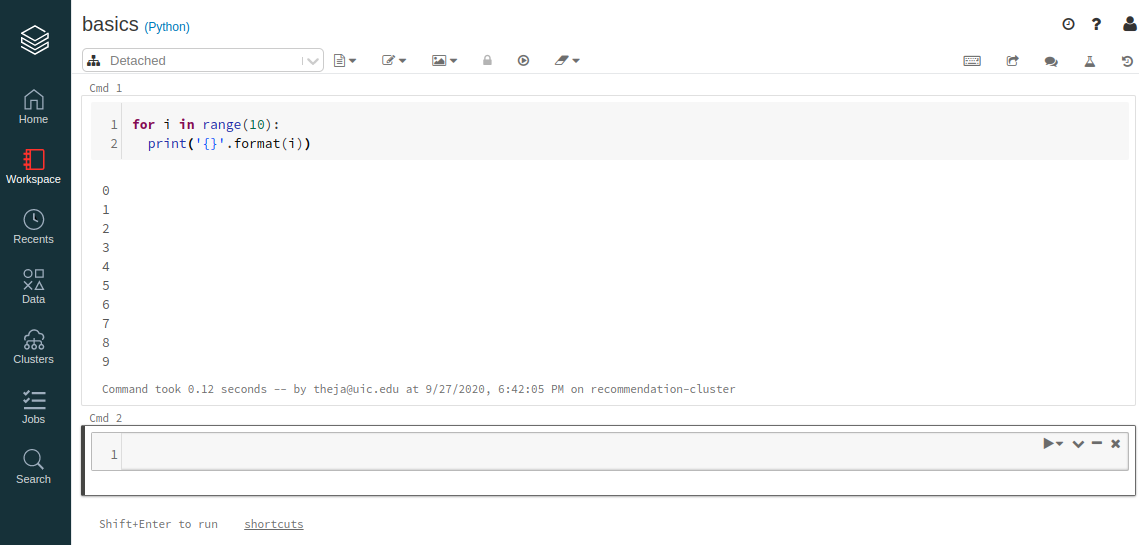 basics (Python)
?
Detached
Home
Workspace
Recents
Data
Clusters
Jobs
Search
Cmd 1
1 for i in range(10):
2   print('{}'.format(i))
0
1
2
3
4
5
6
7
8
9
Command took 0.12 seconds -- by theja@uic.edu at 9/27/2020, 6:42:05 PM on recommendation-cluster
Cmd 2
1
Shift+Enter to run shortcuts